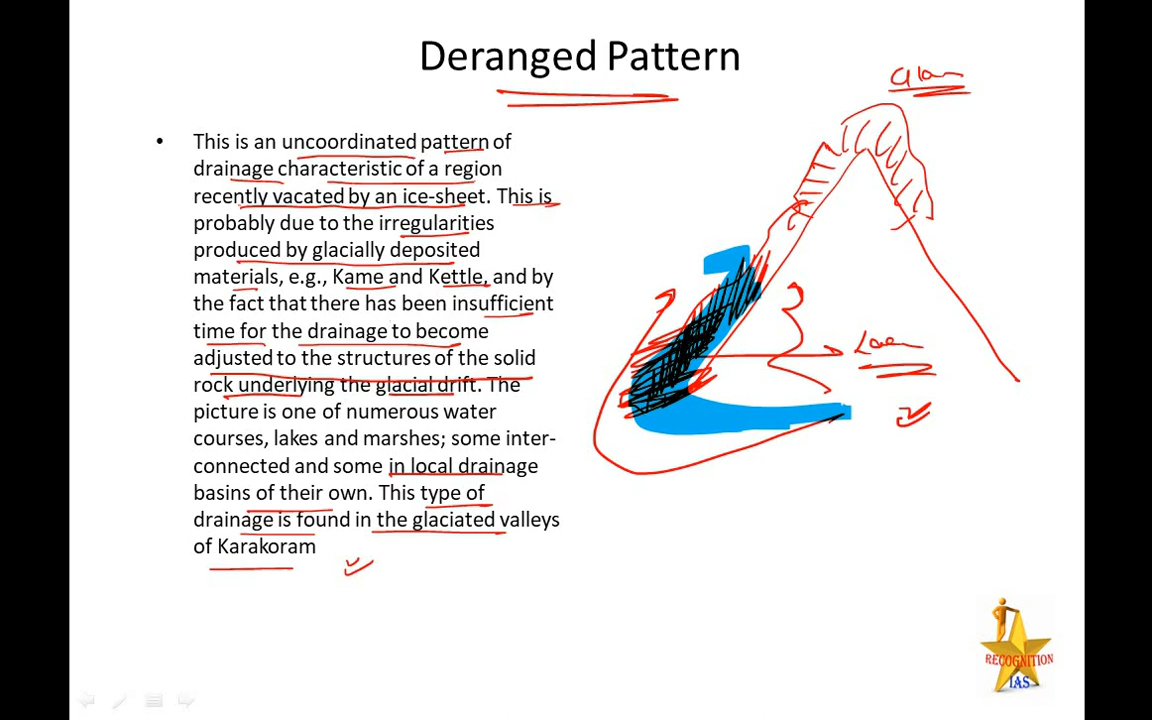 Deranged Pattern
• This is an uncoordinated pattern of
drainage characteristic of a region
recently vacated by an ice-sheet. This is
probably due to the irregularities
produced by glacially deposited
materials, e.g., Kame and Kettle, and by
the fact that there has been insufficient
time for the drainage to become
adjusted to the structures of the solid
rock underlying the glacial drift. The
picture is one of numerous water
courses, lakes and marshes; some inter-
connected and some in local drainage
basins of their own. This type of
drainage is found in the glaciated valleys
of Karakoram
RECOGNITION
IAS